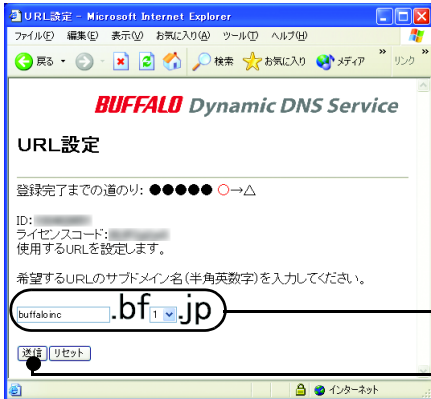 URL設定 - Microsoft Internet Explorer
ファイル(F) 編集(E) 表示(V) お気に入り(A) ツール(T) ヘルプ(H)
戻る 検索 お気に入り メディア リンク
BUFFALO Dynamic DNS Service
URL設定
登録完了までの道のり: ●●●●● ○→△
ID:
ライセンスコード:
使用するURLを設定します。
希望するURLのサブドメイン名(半角英数字)を入力してください。
buffaloinc .bf 1 .jp
送信 リセット
インターネット